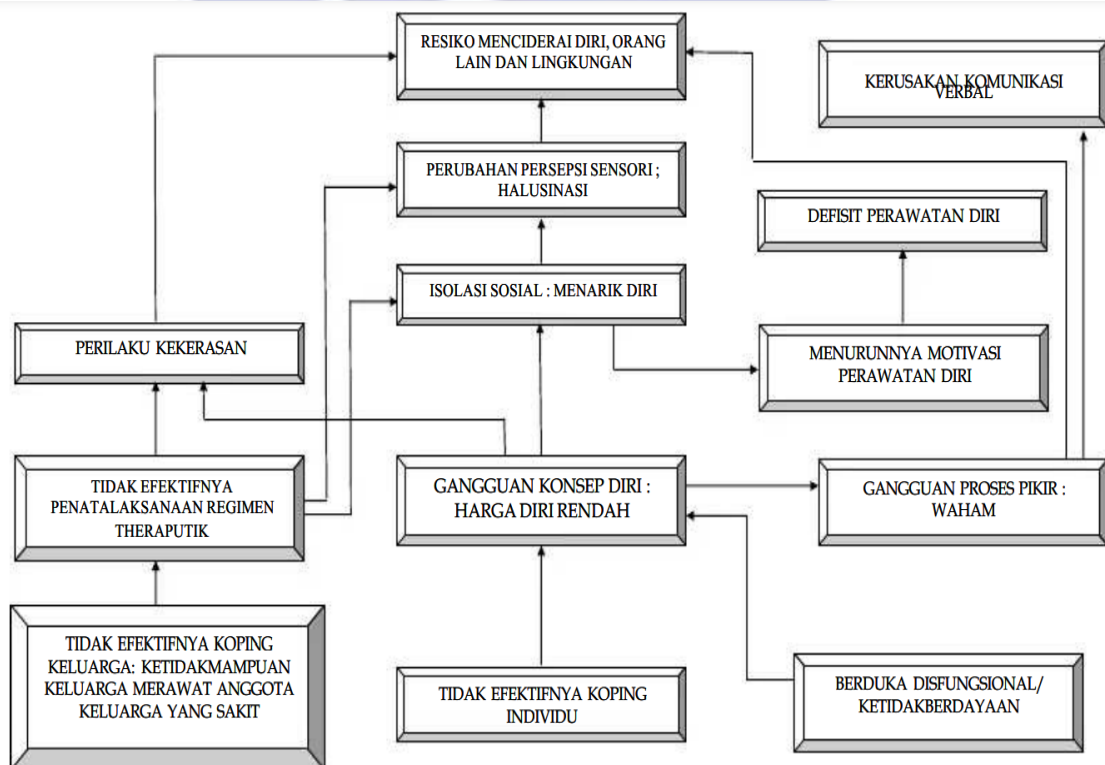 RESIKO MENCIDERAI DIRI, ORANG
LAIN DAN LINGKUNGAN
KERUSAKAN KOMUNIKASI
VERBAL
PERUBAHAN PERSEPSI SENSORI ;
HALUSINASI
DEFISIT PERAWATAN DIRI
ISOLASI SOSIAL : MENARIK DIRI
PERILAKU KEKERASAN
MENURUNNYA MOTIVASI
PERAWATAN DIRI
TIDAK EFEKTIFNYA
PENATALAKSANAAN REGIMEN
THERAPUTIK
GANGGUAN KONSEP DIRI :
HARGA DIRI RENDAH
GANGGUAN PROSES PIKIR :
WAHAM
TIDAK EFEKTIFNYA KOPING
KELUARGA: KETIDAKMAMPUAN
KELUARGA MERAWAT ANGGOTA
KELUARGA YANG SAKIT
TIDAK EFEKTIFNYA KOPING
INDIVIDU
BERDUKA DISFUNGSIONAL/
KETIDAKBERDAYAAN